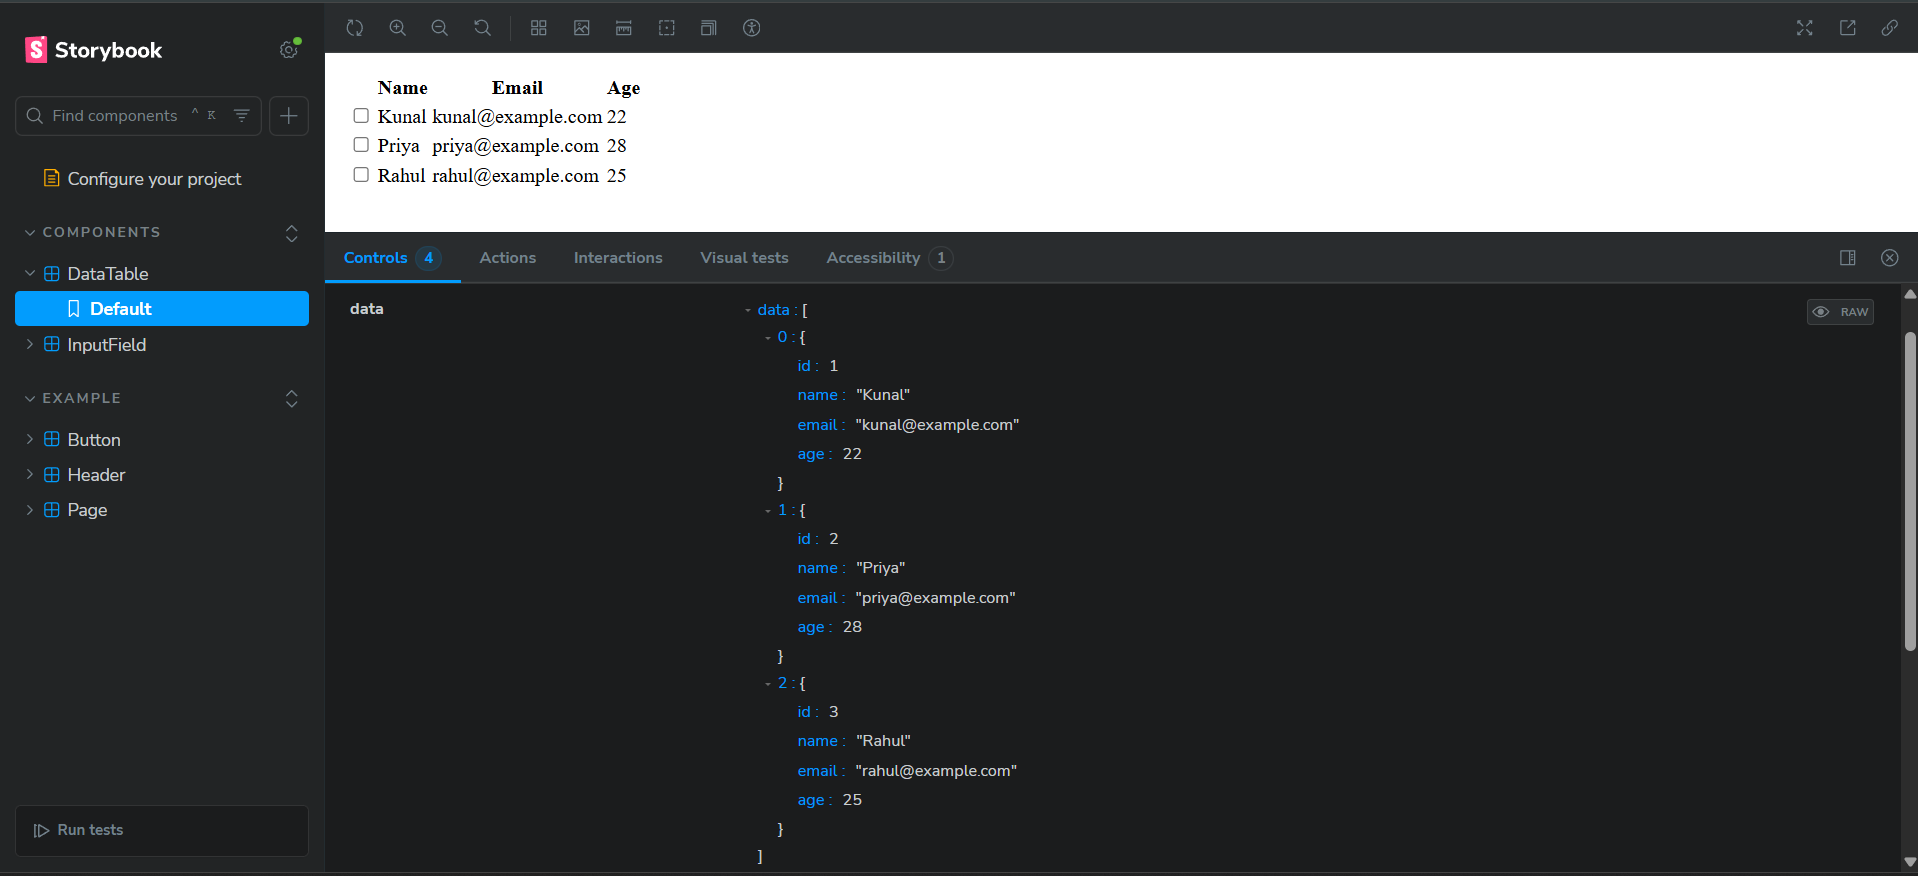 Storybook
Find components ^ K
Configure your project
COMPONENTS
DataTable
Default
InputField
EXAMPLE
Button
Header
Page
Run tests
Name Email Age
Kunal kunal@example.com 22
Priya priya@example.com 28
Rahul rahul@example.com 25
Controls 4 Actions Interactions Visual tests Accessibility 1
data
data : [
RAW
0 : {
id : 1
name : "Kunal"
email : "kunal@example.com"
age : 22
}
1 : {
id : 2
name : "Priya"
email : "priya@example.com"
age : 28
}
2 : {
id : 3
name : "Rahul"
email : "rahul@example.com"
age : 25
}
]